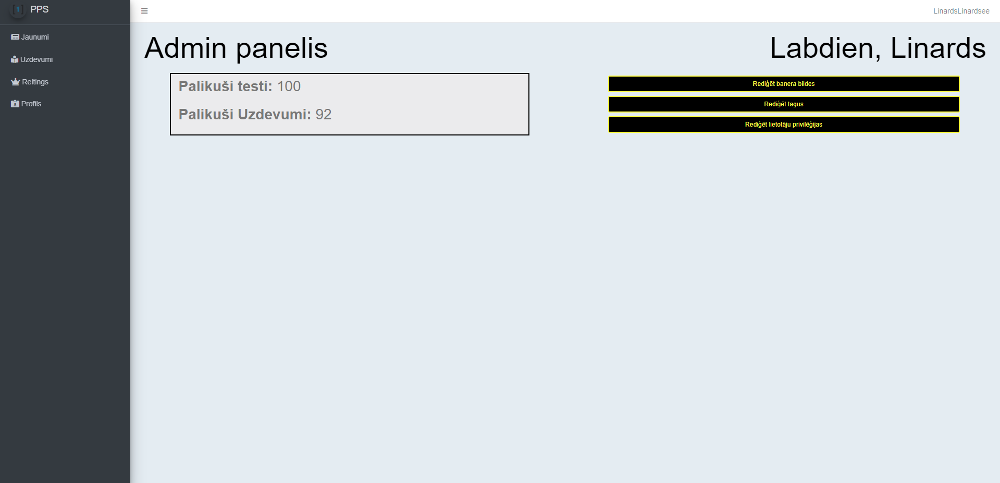 [1] PPS
Jaunumi
Uzdevumi
Reitings
Profils
LinardsLinardsee
Admin panelis
Labdien, Linards
Palikuši testi: 100
Palikuši Uzdevumi: 92
Rediģēt banera bildes
Rediģēt tagus
Rediģēt lietotāju privilēģijas